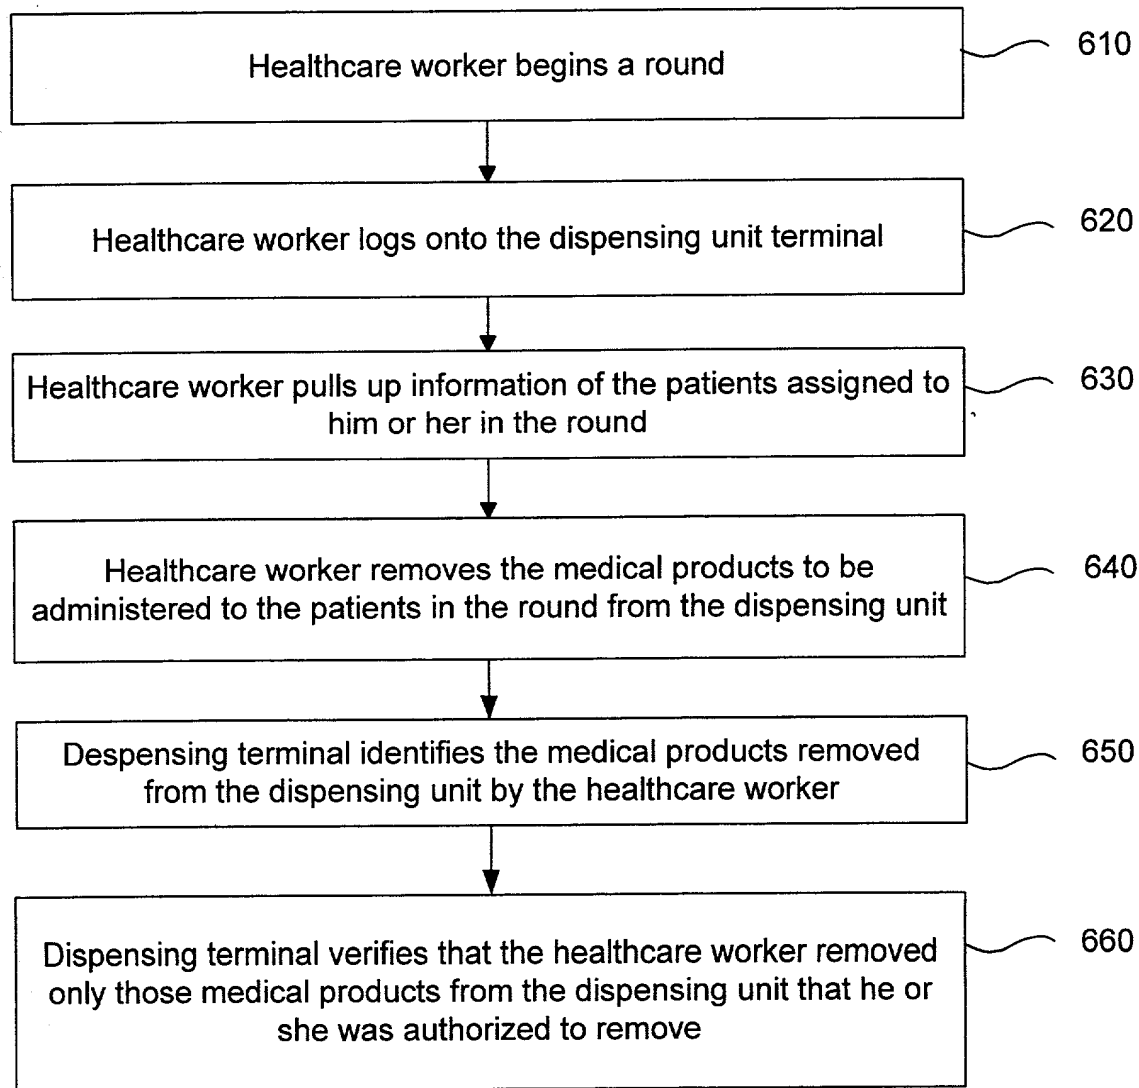 Healthcare worker begins a round
610
Healthcare worker logs onto the dispensing unit terminal
620
Healthcare worker pulls up information of the patients assigned to
him or her in the round
630
Healthcare worker removes the medical products to be
administered to the patients in the round from the dispensing unit
640
Despensing terminal identifies the medical products removed
from the dispensing unit by the healthcare worker
650
Dispensing terminal verifies that the healthcare worker removed
only those medical products from the dispensing unit that he or
she was authorized to remove
660